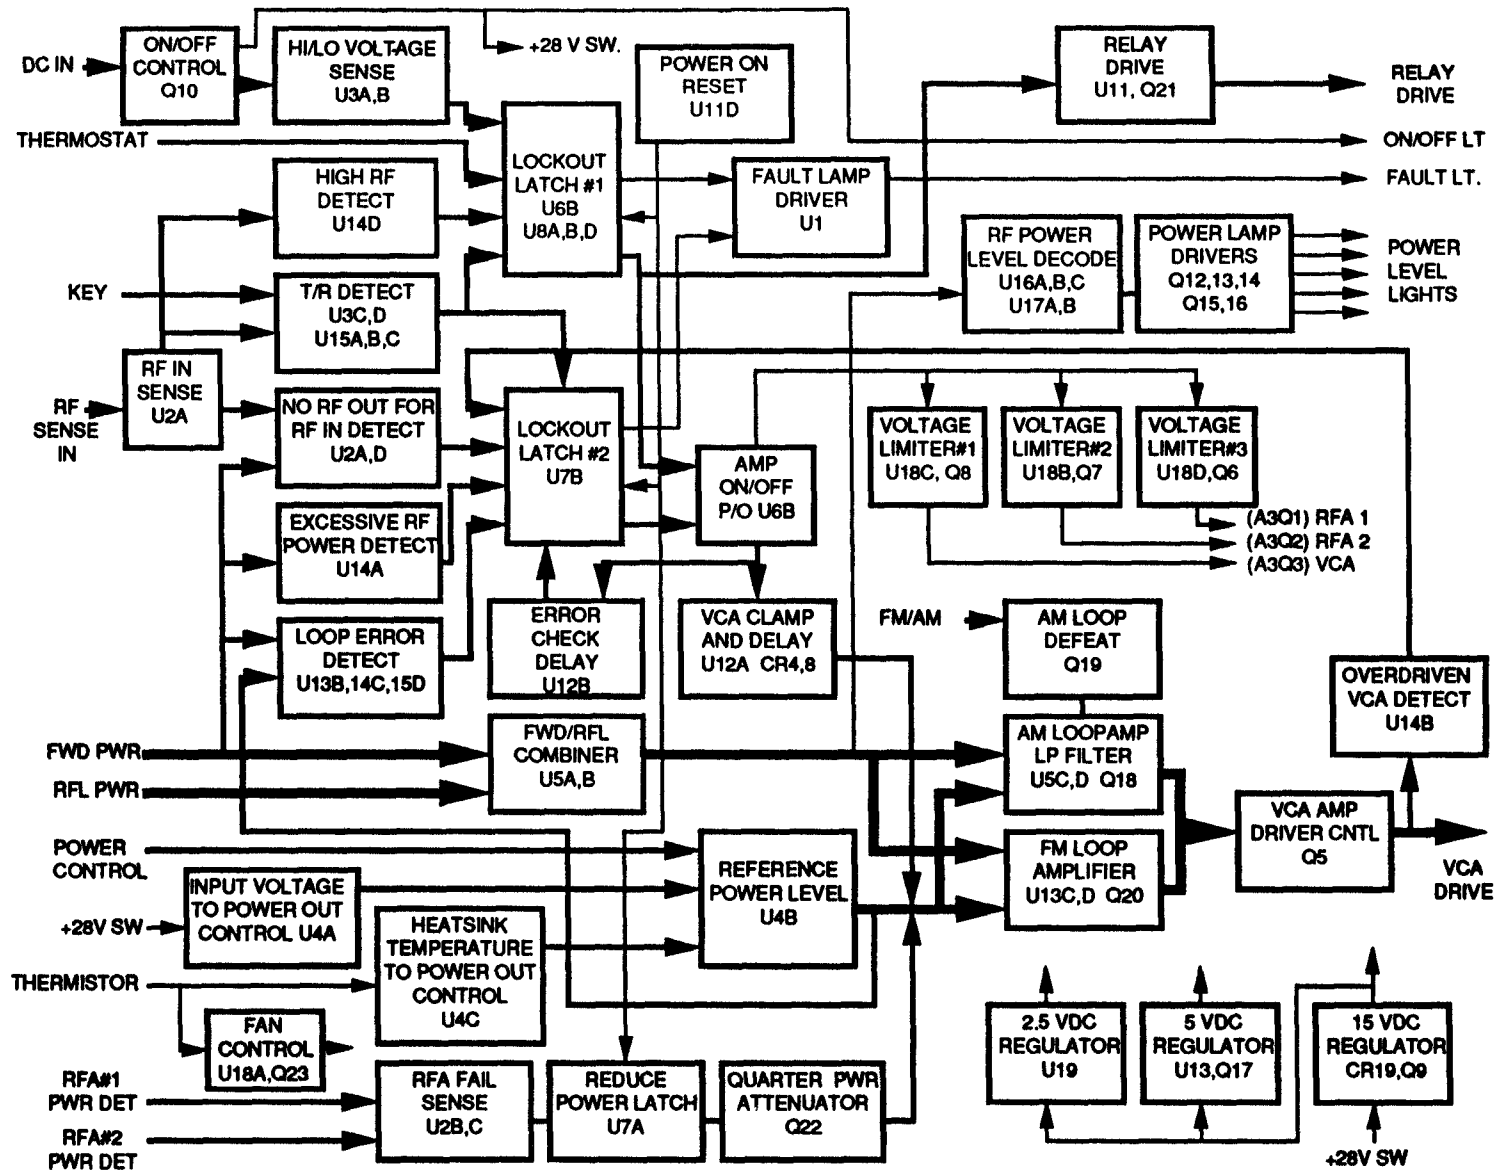 DC IN
ON/OFF
CONTROL
Q10
HI/LO VOLTAGE
SENSE
U3A,B
+28 V SW.
POWER ON
RESET
U11D
RELAY
DRIVE
U11, Q21
RELAY
DRIVE
THERMOSTAT
ON/OFF LT
HIGH RF
DETECT
U14D
LOCKOUT
LATCH #1
U6B
U8A,B,D
FAULT LAMP
DRIVER
U1
FAULT LT.
RF POWER
LEVEL DECODE
U16A,B,C
U17A,B
POWER LAMP
DRIVERS
Q12,13,14
Q15,16
POWER
LEVEL
LIGHTS
KEY
T/R DETECT
U3C,D
U15A,B,C
RF IN
SENSE
U2A
RF
SENSE
IN
NO RF OUT FOR
RF IN DETECT
U2A,D
LOCKOUT
LATCH #2
U7B
AMP
ON/OFF
P/O U6B
VOLTAGE
LIMITER#1
U18C, Q8
VOLTAGE
LIMITER#2
U18B,Q7
VOLTAGE
LIMITER#3
U18D,Q6
(A3Q1) RFA 1
(A3Q2) RFA 2
(A3Q3) VCA
EXCESSIVE RF
POWER DETECT
U14A
LOOP ERROR
DETECT
U13B,14C,15D
ERROR
CHECK
DELAY
U12B
VCA CLAMP
AND DELAY
U12A CR4,8
FM/AM
AM LOOP
DEFEAT
Q19
OVERDRIVEN
VCA DETECT
U14B
FWD PWR
RFL PWR
FWD/RFL
COMBINER
U5A,B
AM LOOPAMP
LP FILTER
U5C,D Q18
VCA AMP
DRIVER CNTL
Q5
VCA
DRIVE
POWER
CONTROL
REFERENCE
POWER LEVEL
U4B
FM LOOP
AMPLIFIER
U13C,D Q20
+28V SW
INPUT VOLTAGE
TO POWER OUT
CONTROL U4A
HEATSINK
TEMPERATURE
TO POWER OUT
CONTROL
U4C
THERMISTOR
FAN
CONTROL
U18A,Q23
2.5 VDC
REGULATOR
U19
5 VDC
REGULATOR
U13,Q17
15 VDC
REGULATOR
CR19,Q9
RFA#1
PWR DET
RFA#2
PWR DET
RFA FAIL
SENSE
U2B,C
REDUCE
POWER LATCH
U7A
QUARTER PWR
ATTENUATOR
Q22
+28V SW